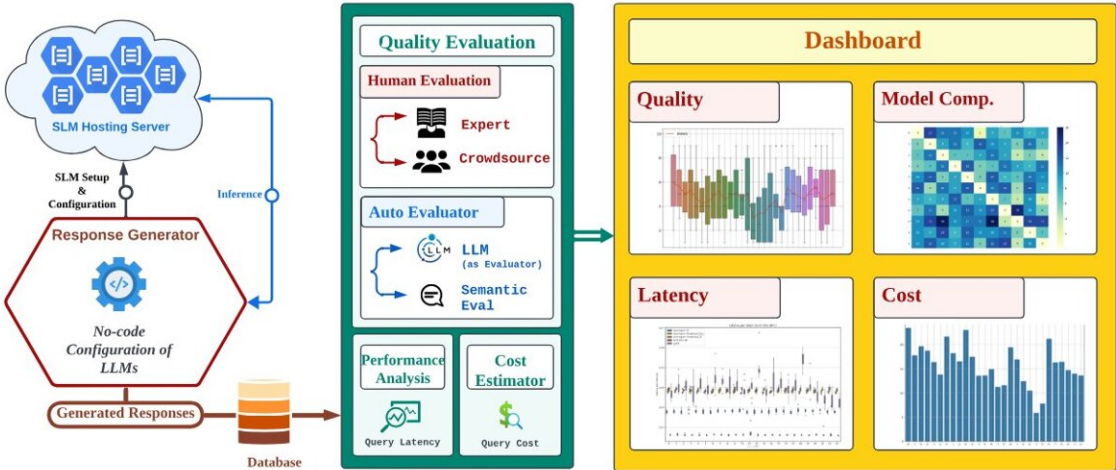 SLM Hosting Server
SLM Setup
&
Configuration
Inference
Response Generator
</>
No-code
Configuration of
LLMs
Generated Responses
Database
Quality Evaluation
Human Evaluation
Expert
Crowdsource
Auto Evaluator
LLM
LLM
(as Evaluator)
Semantic
Eval
Performance
Analysis
Query Latency
Cost
Estimator
$
Query Cost
Dashboard
Quality
Model Comp.
Latency
Cost